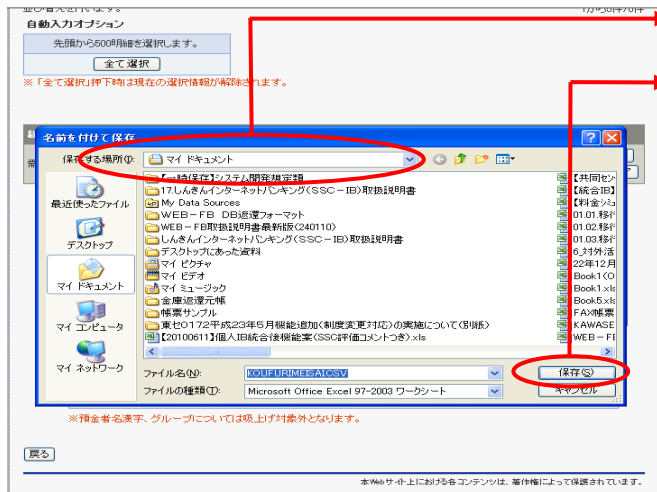 自動入力オプション
先頭から500明細を選択します。
全て選択
※「全て選択」押下時は現在の選択情報が解除されます。
名前を付けて保存
保存する場所(I):
マイ ドキュメント
最近使ったファイル
デスクトップ
マイ ドキュメント
マイ コンピュータ
マイ ネットワーク
【一時保存】システム開発規定類
17.しんきんインターネットバンキング(SSC-IB)取扱説明書
My Data Sources
WEB-FB DB返還フォーマット
WEB-FB取扱説明書最新版(240110)
しんきんインターネットバンキング(SSC-IB)取扱説明書
デスクトップにあった資料
マイ ピクチャ
マイ ビデオ
マイ ミュージック
金庫返還元帳
帳票サンプル
東セ0172平成23年5月機能追加(制度変更対応)の実施について(別紙)
【20100611】個人IB統合後機能案(SSC評価コメントつき).xls
【共同セン
【統合IB】
【料金シュ
01.01.移行
01.02.移行
01.03.移行
6_対外活
22年12月
Book1(O
Book1.xls
Book5.xls
FAX帳票
KAWASE
WEB-FB
ファイル名(N):
KOUFURIMEISAICSV
保存(S)
ファイルの種類(T):
Microsoft Office Excel 97-2003 ワークシート
キャンセル
※預金者名漢字、グループについては吸上げ対象外となります。
戻る
本Webサイト上における各コンテンツは、著作権によって保護されています。